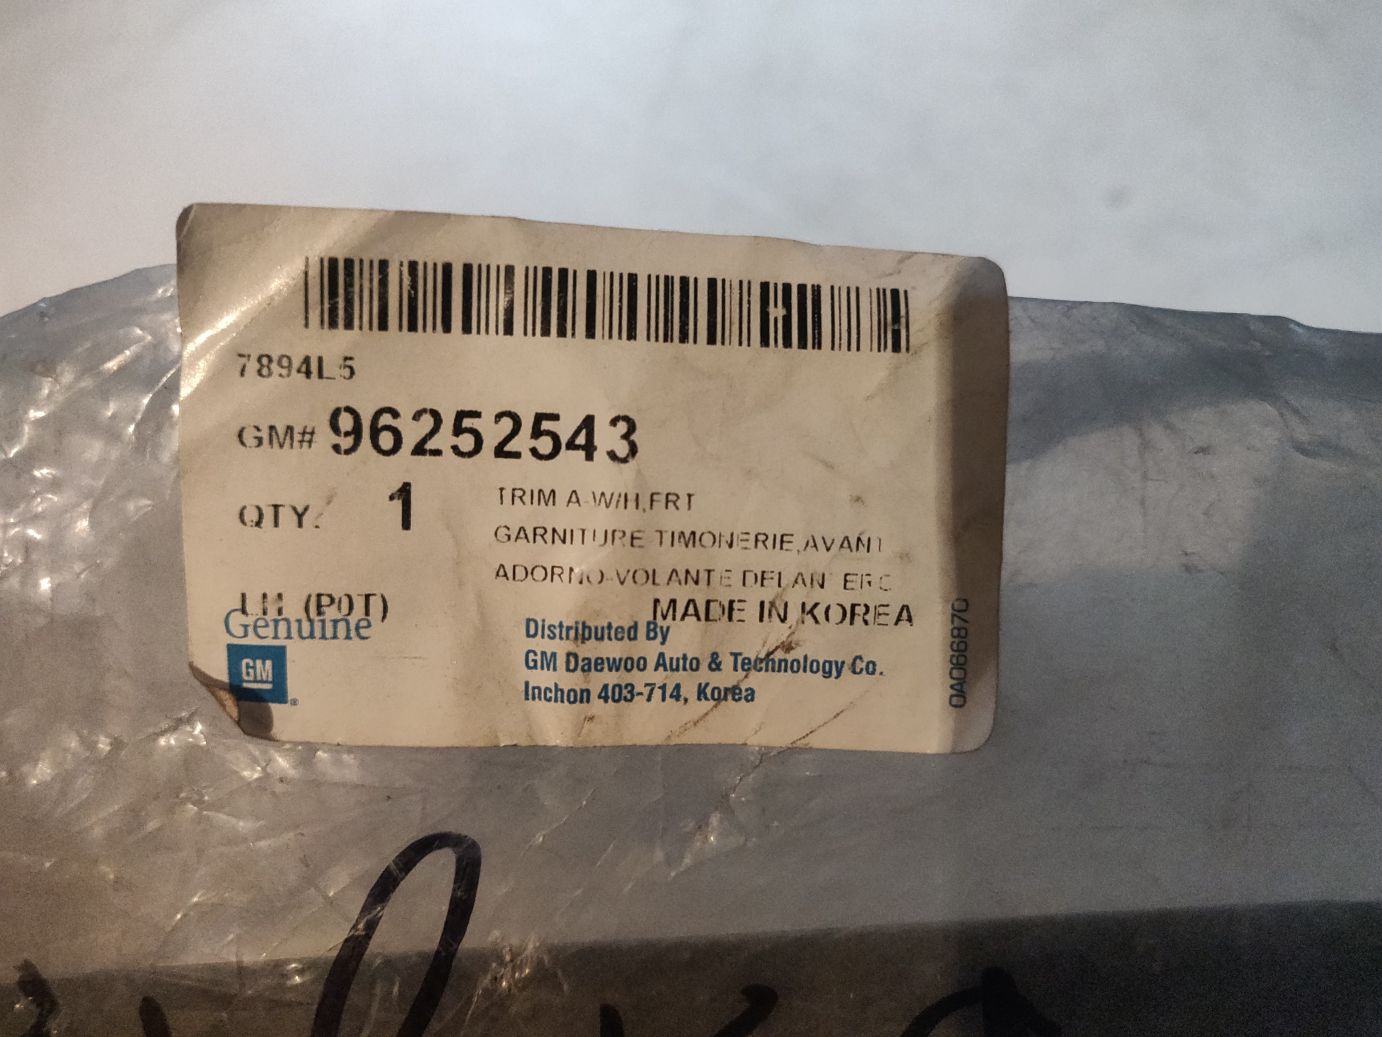 7894L5
GM# 96252543
QTY. 1
TRIM A-W/H,FRT
GARNITURE TIMONERIE,AVANT
ADORNO-VOLANTE DELANTERO
LH (P0T)
MADE IN KOREA
Genuine
GM
®
Distributed By
GM Daewoo Auto & Technology Co.
Inchon 403-714, Korea
0A066870